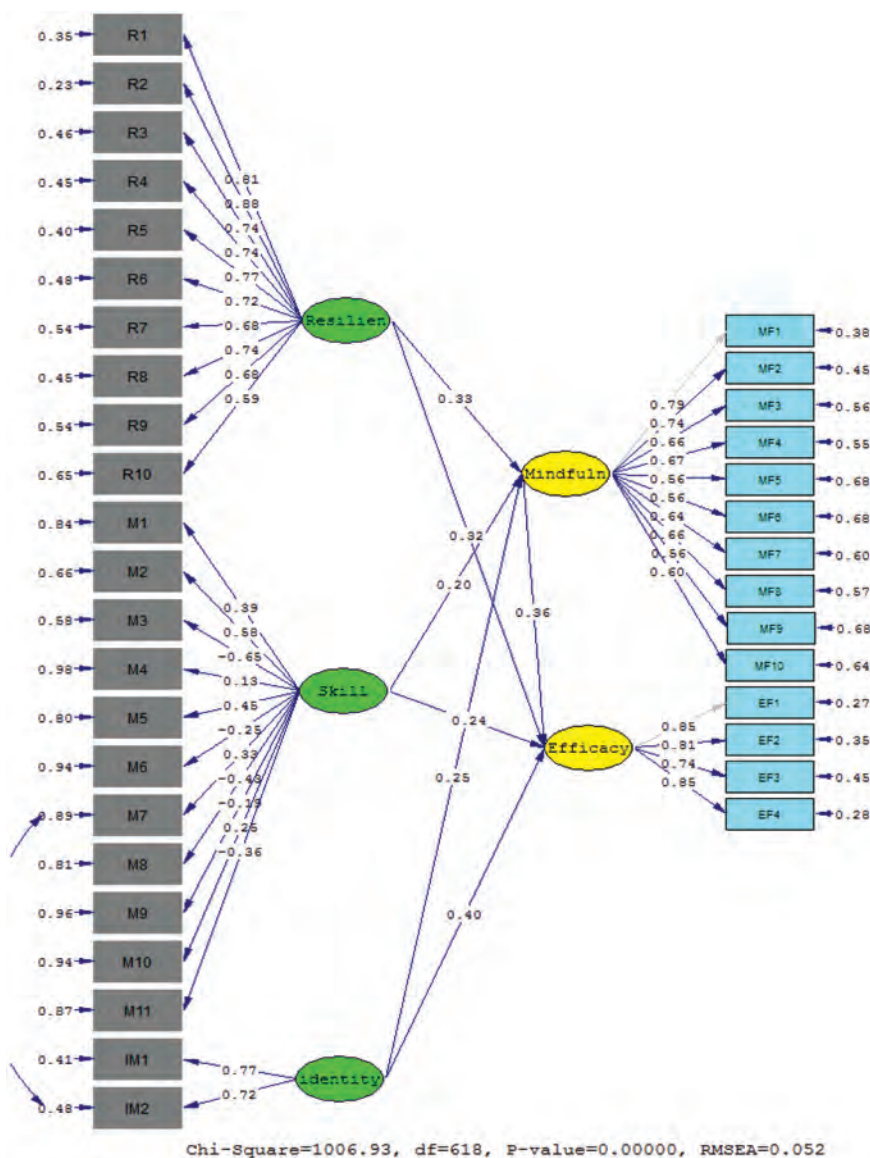 0.35 R1
0.23 R2
0.46 R3
0.45 R4
0.40 R5
0.48 R6
0.54 R7
0.45 R8
0.54 R9
0.65 R10
0.84 M1
0.66 M2
0.58 M3
0.98 M4
0.80 M5
0.94 M6
0.89 M7
0.81 M8
0.96 M9
0.94 M10
0.87 M11
0.41 IM1
0.48 IM2
0.81
0.88
0.74
0.74
0.77
0.72
0.68
0.74
0.68
0.59
0.39
0.58
-0.65
0.13
0.45
-0.25
0.33
-0.43
-0.19
0.25
-0.36
0.77
0.72
Resilien
Skill
identity
0.33
0.32
0.20
0.36
0.24
0.25
0.40
Mindfuln
Efficacy
0.79
0.74
0.66
0.67
0.56
0.56
0.64
0.66
0.56
0.60
0.85
0.81
0.74
0.85
MF1 0.38
MF2 0.45
MF3 0.56
MF4 0.55
MF5 0.68
MF6 0.68
MF7 0.60
MF8 0.57
MF9 0.68
MF10 0.64
EF1 0.27
EF2 0.35
EF3 0.45
EF4 0.28
Chi-Square=1006.93, df=618, P-value=0.00000, RMSEA=0.052